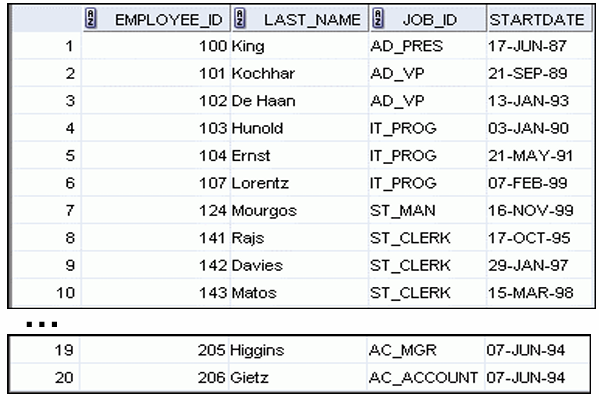 EMPLOYEE_ID LAST_NAME JOB_ID STARTDATE
1 100 King AD_PRES 17-JUN-87
2 101 Kochhar AD_VP 21-SEP-89
3 102 De Haan AD_VP 13-JAN-93
4 103 Hunold IT_PROG 03-JAN-90
5 104 Ernst IT_PROG 21-MAY-91
6 107 Lorentz IT_PROG 07-FEB-99
7 124 Mourgos ST_MAN 16-NOV-99
8 141 Rajs ST_CLERK 17-OCT-95
9 142 Davies ST_CLERK 29-JAN-97
10 143 Matos ST_CLERK 15-MAR-98
...
19 205 Higgins AC_MGR 07-JUN-94
20 206 Gietz AC_ACCOUNT 07-JUN-94